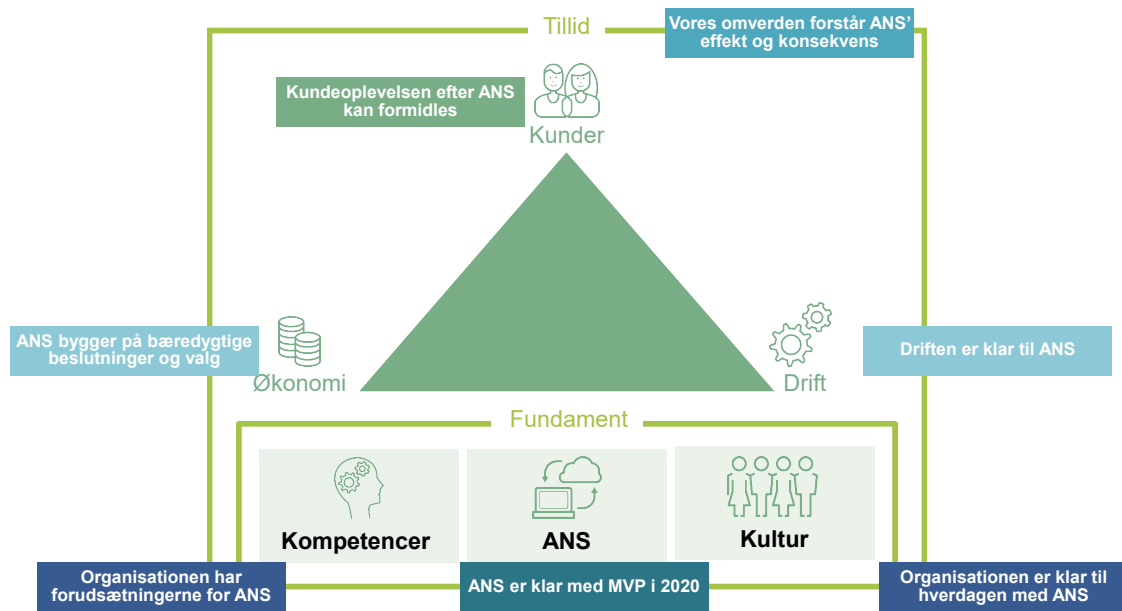 Tillid
Vores omverden forstår ANS’
effekt og konsekvens
Kundeoplevelsen efter ANS
kan formidles
Kunder
ANS bygger på bæredygtige
beslutninger og valg
Økonomi
Drift
Driften er klar til ANS
Fundament
Kompetencer
ANS
Kultur
Organisationen har
forudsætningerne for ANS
ANS er klar med MVP i 2020
Organisationen er klar til
hverdagen med ANS